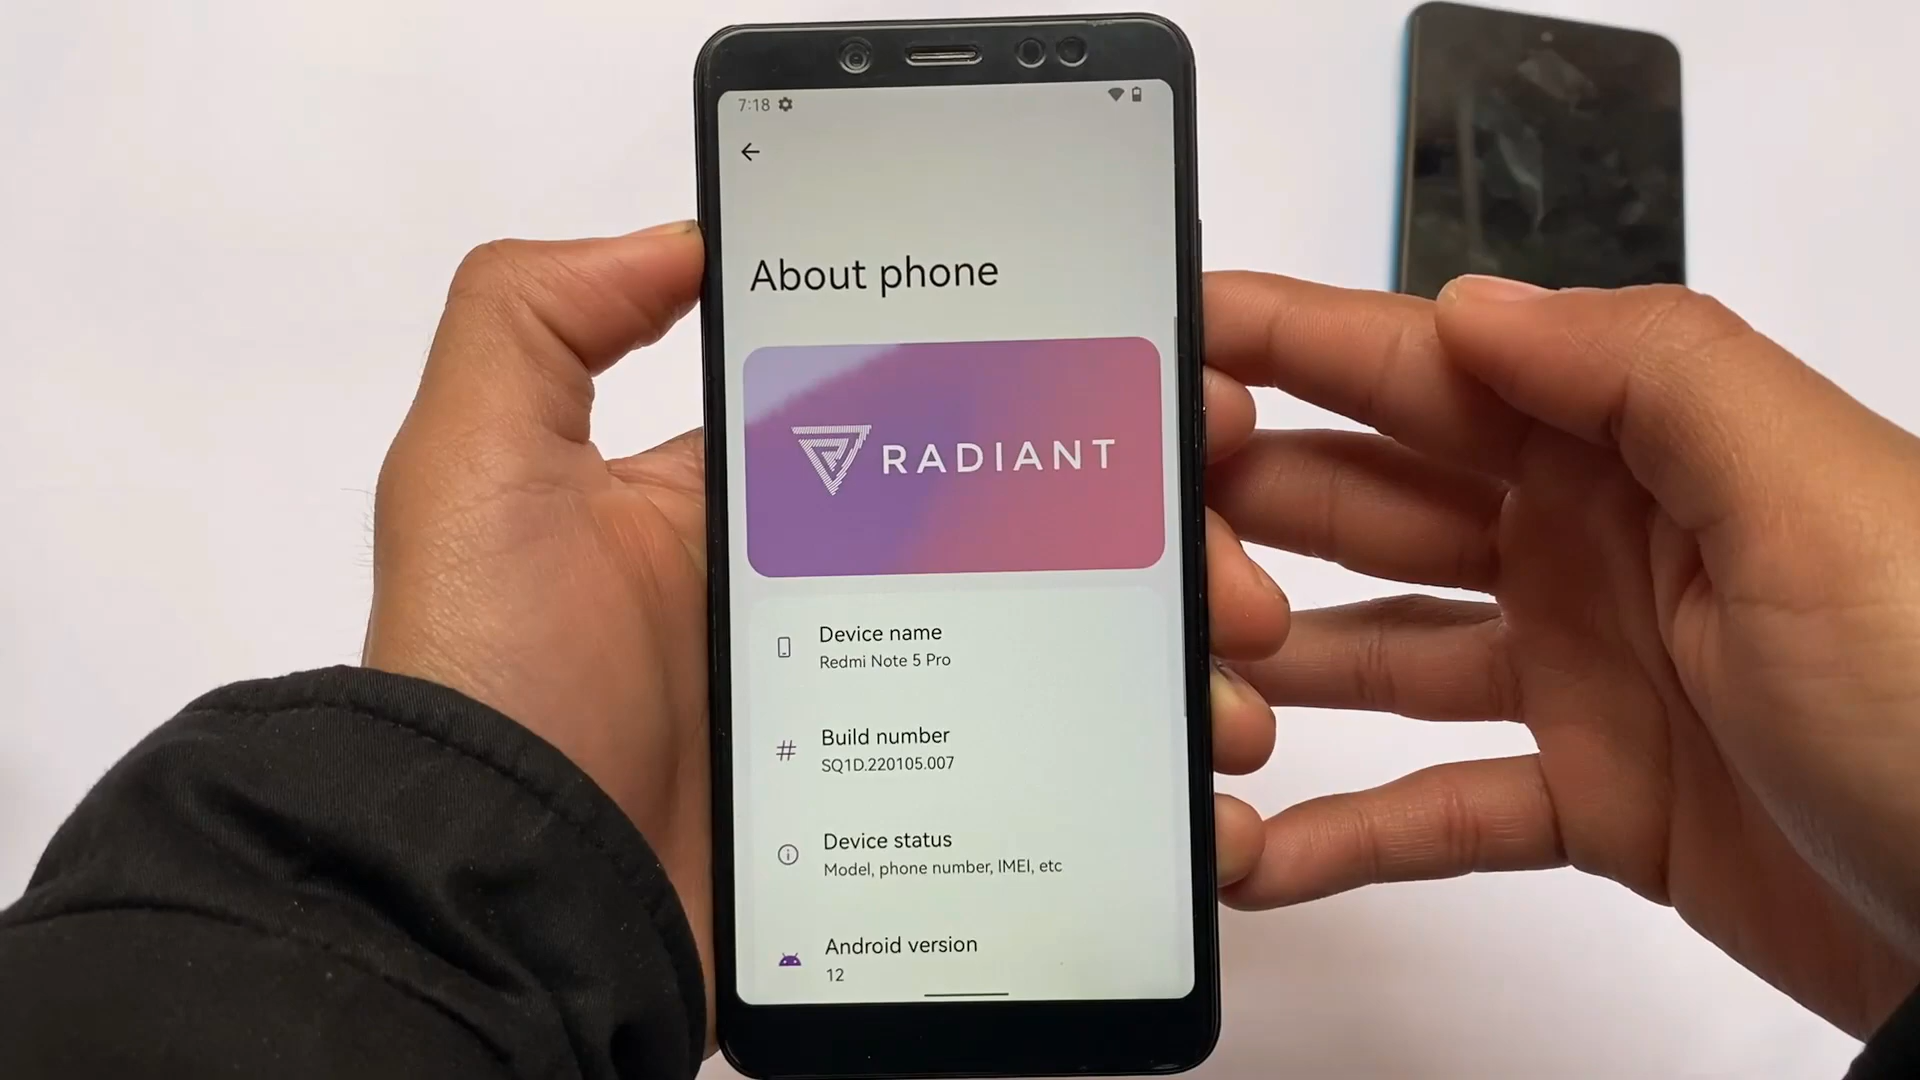 7:18
About phone
RADIANT
Device name
Redmi Note 5 Pro
Build number
SQ1D.220105.007
Device status
Model, phone number, IMEI, etc
Android version
12